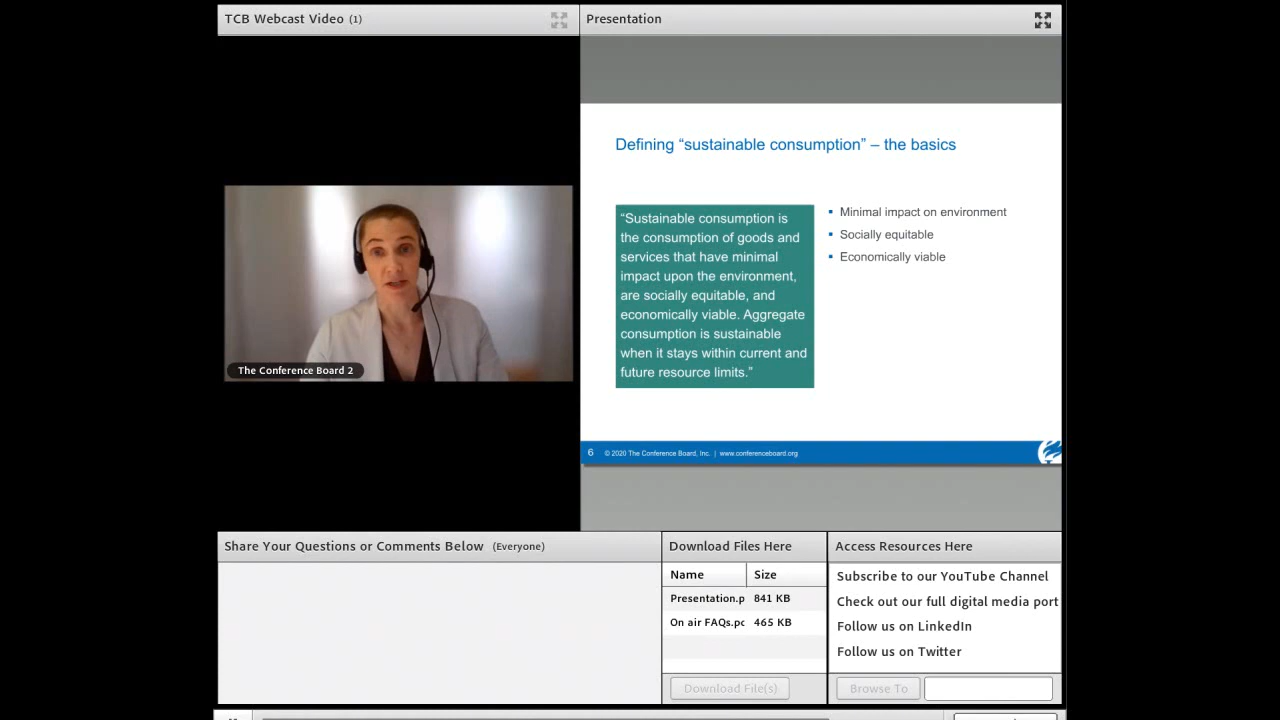 TCB Webcast Video (1)
Presentation
Defining “sustainable consumption” – the basics
“Sustainable consumption is
the consumption of goods and
services that have minimal
impact upon the environment,
are socially equitable, and
economically viable. Aggregate
consumption is sustainable
when it stays within current and
future resource limits.”
Minimal impact on environment
Socially equitable
Economically viable
The Conference Board 2
6 © 2020 The Conference Board, Inc. | www.conferenceboard.org
Share Your Questions or Comments Below (Everyone)
Download Files Here
Name Size
Presentation.p 841 KB
On air FAQs.pc 465 KB
Download File(s)
Access Resources Here
Subscribe to our YouTube Channel
Check out our full digital media port
Follow us on LinkedIn
Follow us on Twitter
Browse To